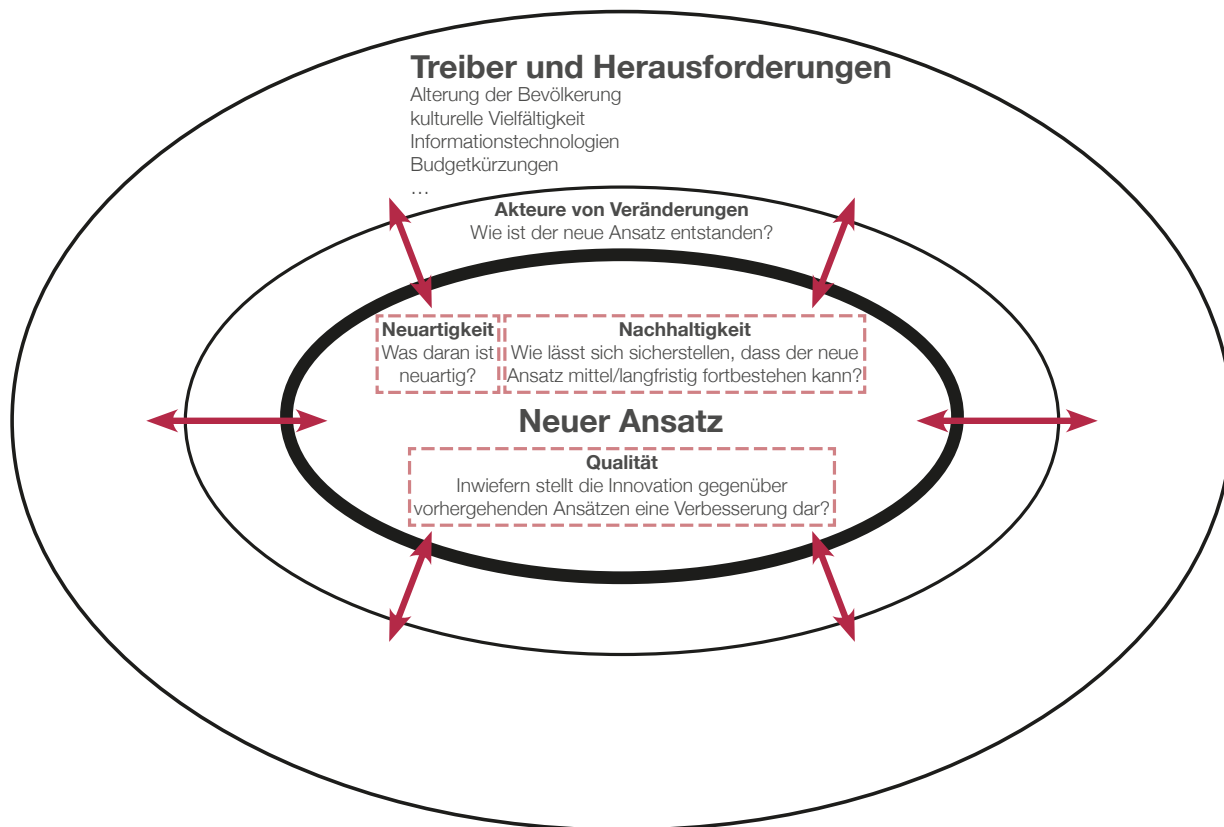 Treiber und Herausforderungen
Alterung der Bevölkerung
kulturelle Vielfältigkeit
Informationstechnologien
Budgetkürzungen
…
Akteure von Veränderungen
Wie ist der neue Ansatz entstanden?
Neuartigkeit
Was daran ist
neuartig?
Nachhaltigkeit
Wie lässt sich sicherstellen, dass der neue
Ansatz mittel/langfristig fortbestehen kann?
Neuer Ansatz
Qualität
Inwiefern stellt die Innovation gegenüber
vorhergehenden Ansätzen eine Verbesserung dar?